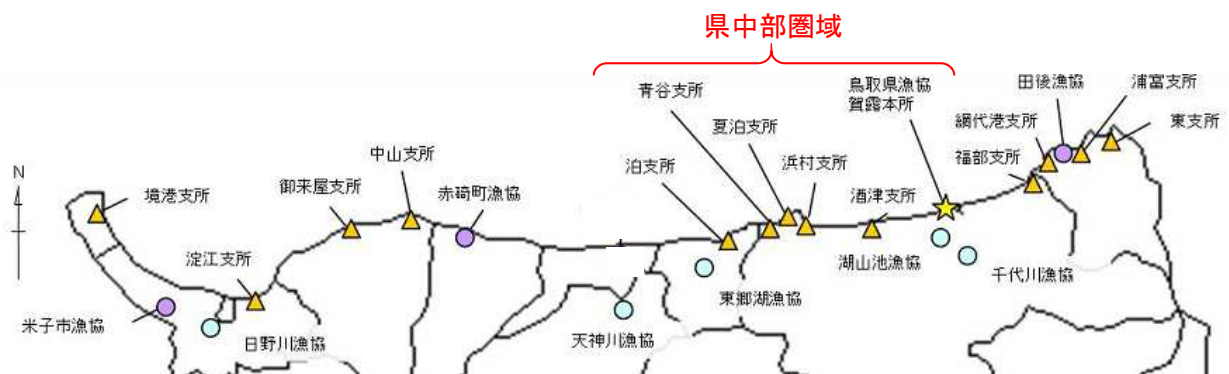 県中部圏域
青谷支所
鳥取県漁協
賀露本所
田後漁協
浦富支所
夏泊支所
網代港支所
東支所
中山支所
泊支所
浜村支所
福部支所
N
境港支所
御来屋支所
赤碕町漁協
酒津支所
淀江支所
湖山池漁協
千代川漁協
東郷湖漁協
米子市漁協
日野川漁協
天神川漁協